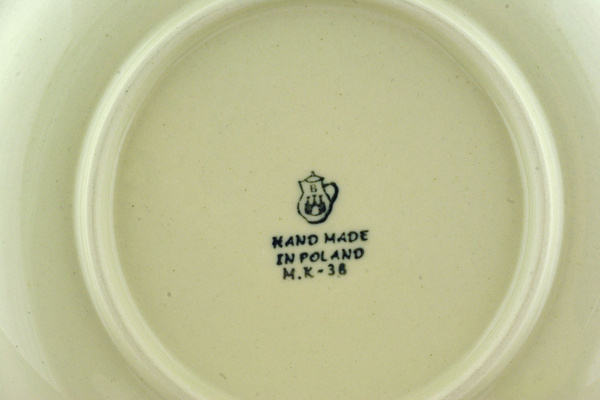 B
HAND MADE
IN POLAND
M.K-38